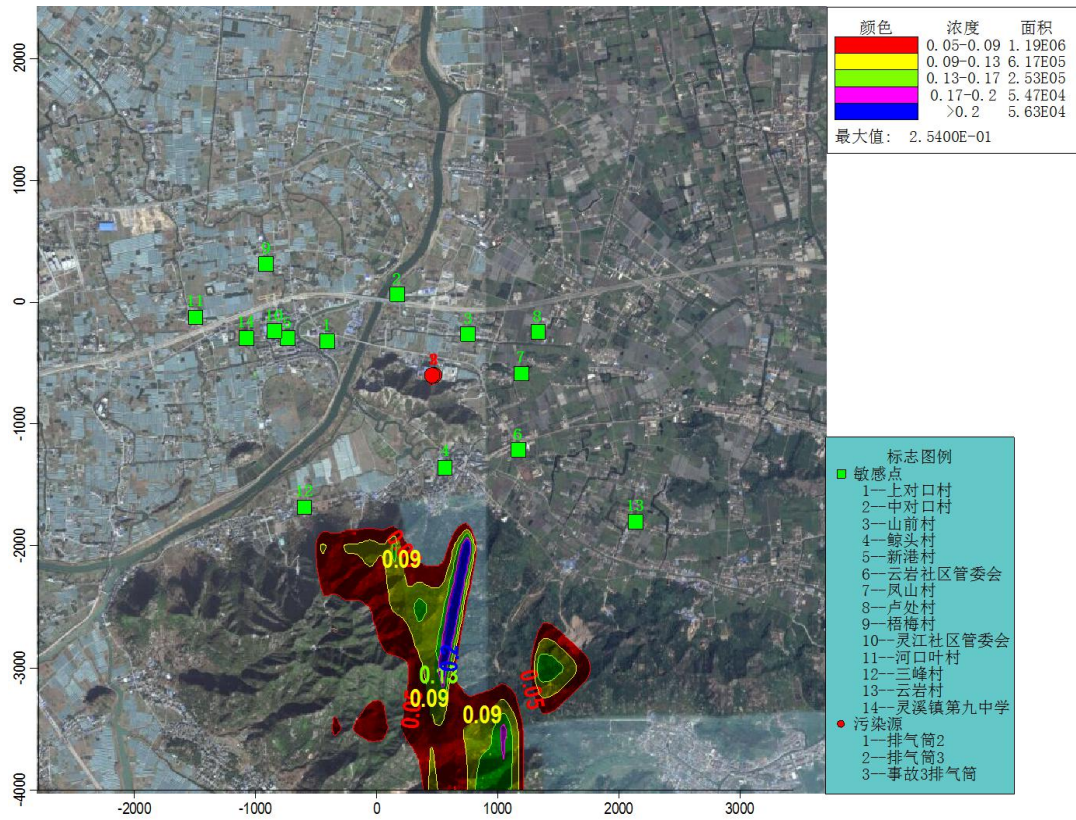 颜色 浓度 面积
0.05-0.09 1.19E06
0.09-0.13 6.17E05
0.13-0.17 2.53E05
0.17-0.2 5.47E04
>0.2 5.63E04
最大值: 2.5400E-01
2000
1000
0
-1000
-2000
-3000
-4000
-2000
-1000
0
1000
2000
3000
9
2
11
1
3
8
7
6
4
12
13
0.09
0.09
0.09
0.05
标志图例
敏感点
1--上对口村
2--中对口村
3--山前村
4--鲸头村
5--新港村
6--云岩社区管委会
7--凤山村
8--卢处村
9--梧梅村
10--灵江社区管委会
11--河口叶村
12--三峰村
13--云岩村
14--灵溪镇第九中学
污染源
1--排气筒2
2--排气筒3
3--事故3排气筒